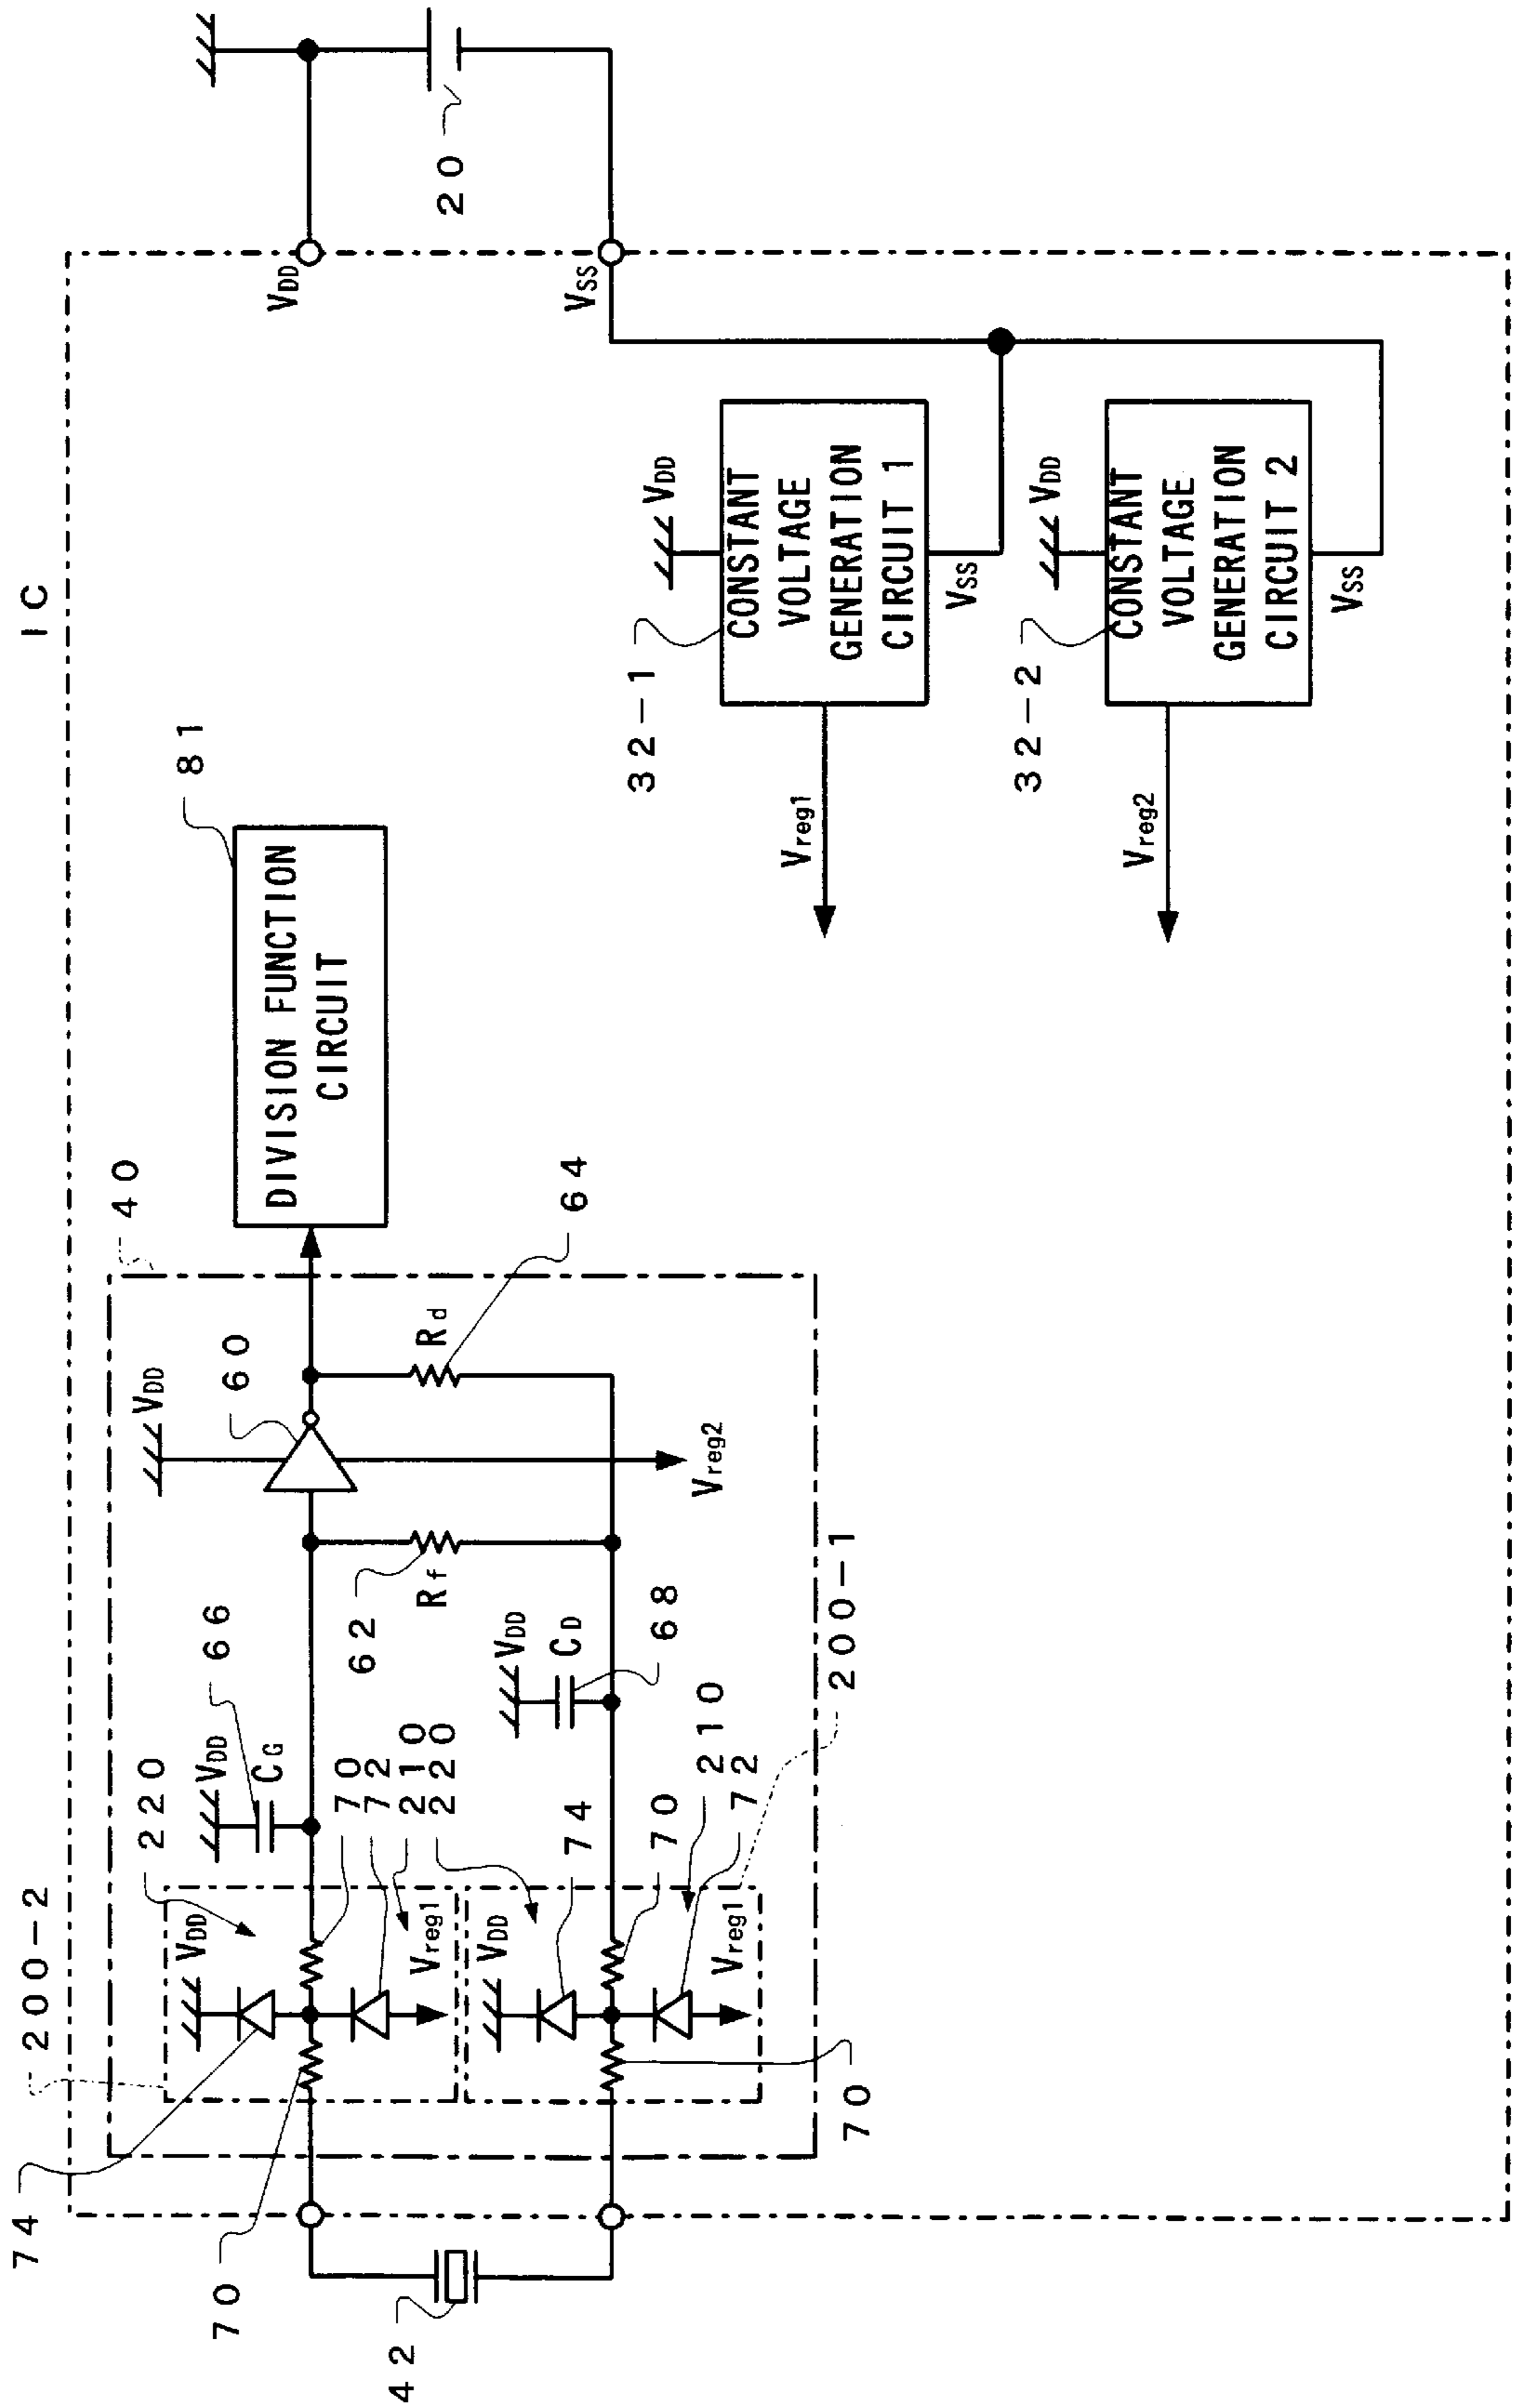 IC
200-2
74
70
42
220
VDD
VDD
CG
66
70
72
210
220
Vreg1
VDD
74
70
210
72
Vreg1
70
200-1
62
Rf
VDD
CD
68
40
VDD
60
Rd
64
Vreg2
DIVISION FUNCTION
CIRCUIT
81
32-1
VDD
CONSTANT
VOLTAGE
GENERATION
CIRCUIT 1
Vreg1
VSS
32-2
VDD
CONSTANT
VOLTAGE
GENERATION
CIRCUIT 2
Vreg2
VSS
VDD
VSS
20